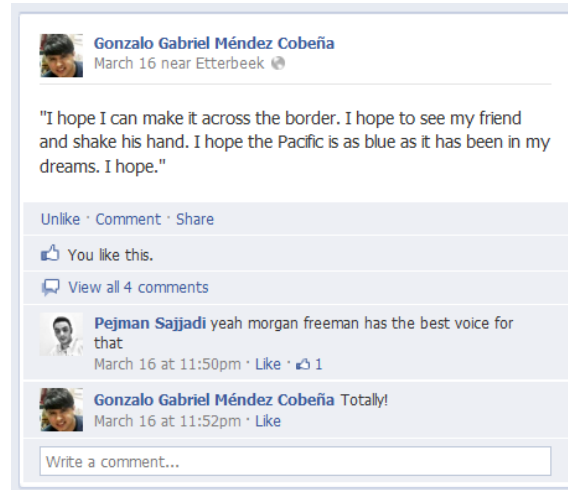 Gonzalo Gabriel Méndez Cobeña
March 16 near Etterbeek
"I hope I can make it across the border. I hope to see my friend
and shake his hand. I hope the Pacific is as blue as it has been in my
dreams. I hope."
Unlike · Comment · Share
You like this.
View all 4 comments
Pejman Sajjadi yeah morgan freeman has the best voice for
that
March 16 at 11:50pm · Like · 1
Gonzalo Gabriel Méndez Cobeña Totally!
March 16 at 11:52pm · Like
Write a comment...